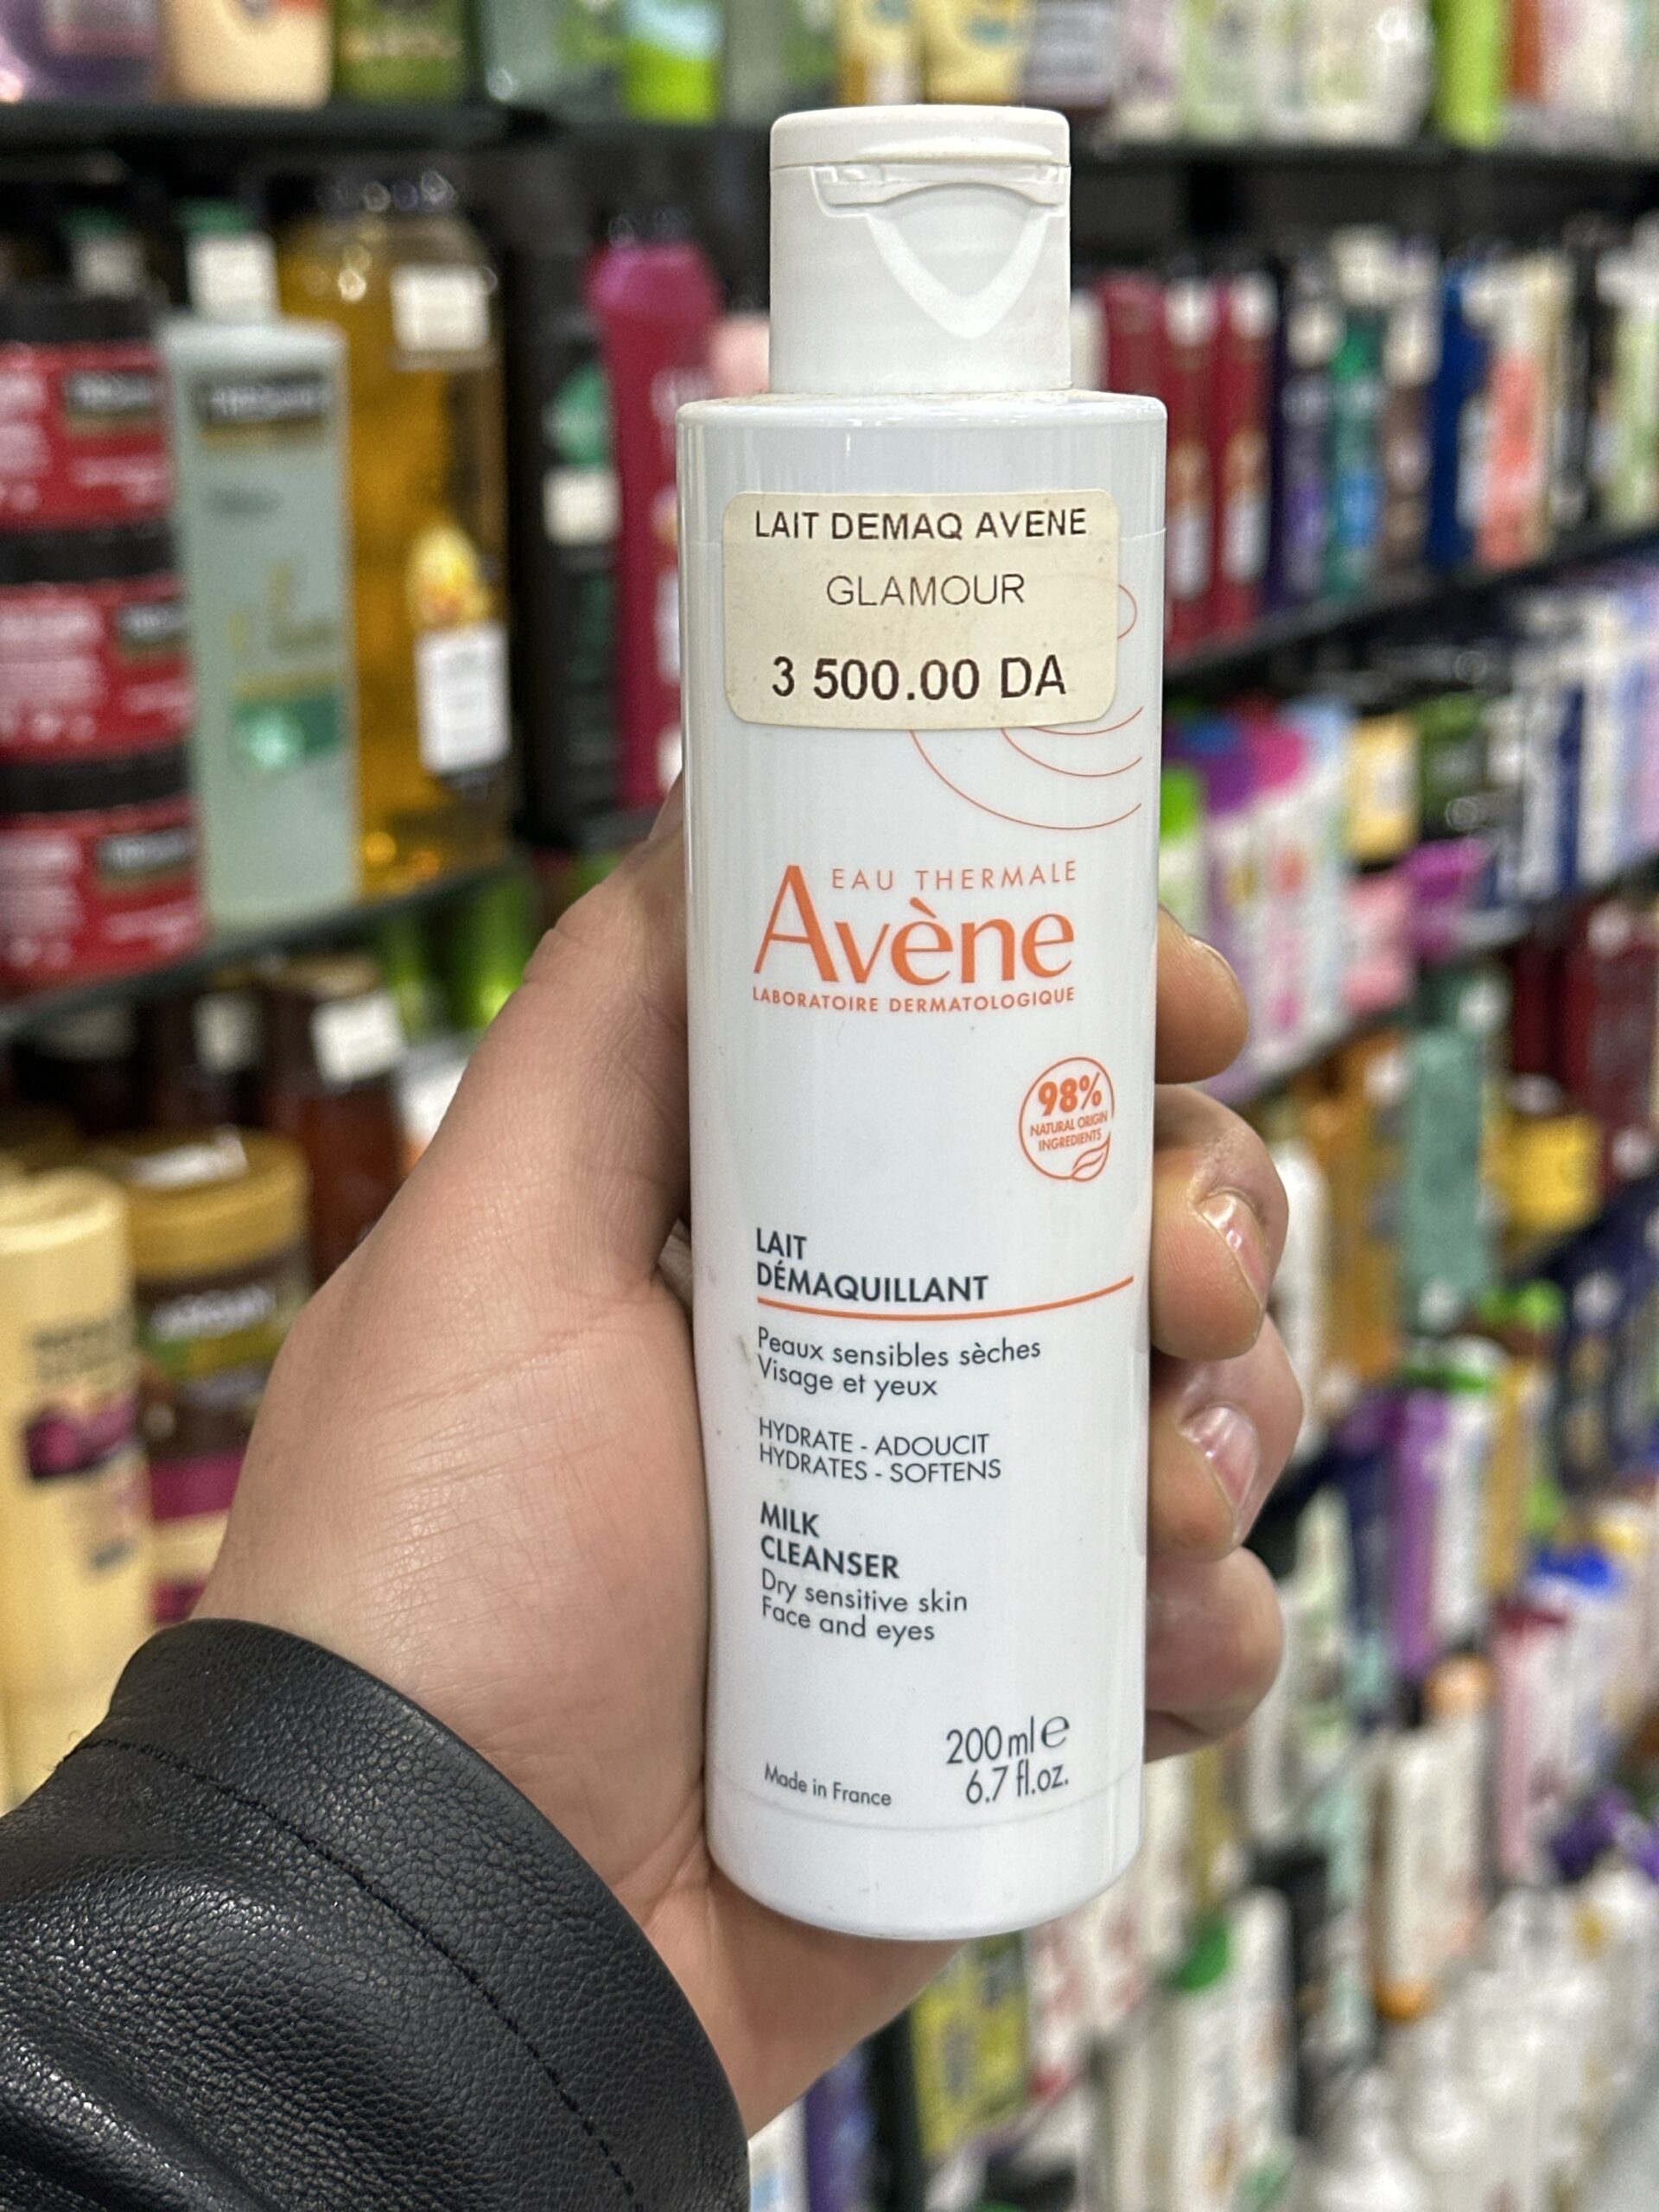 LAIT DEMAQ AVENE
GLAMOUR
3 500.00 DA
EAU THERMALE
Avène
LABORATOIRE DERMATOLOGIQUE
98%
NATURAL ORIGIN
INGREDIENTS
LAIT
DÉMAQUILLANT
Peaux sensibles sèches
Visage et yeux
HYDRATE - ADOUCIT
HYDRATES - SOFTENS
MILK
CLEANSER
Dry sensitive skin
Face and eyes
200 ml ℮
6.7 fl.oz.
Made in France